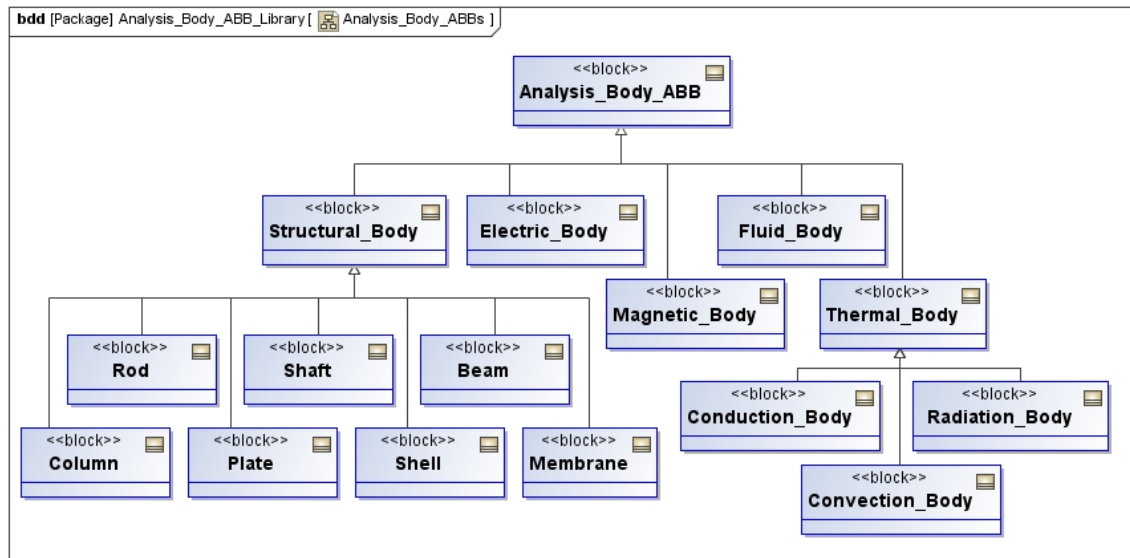 bdd [Package] Analysis_Body_ABB_Library [ Analysis_Body_ABBs ]
<<block>>
Analysis_Body_ABB
<<block>>
Structural_Body
<<block>>
Electric_Body
<<block>>
Fluid_Body
<<block>>
Magnetic_Body
<<block>>
Thermal_Body
<<block>>
Rod
<<block>>
Shaft
<<block>>
Beam
<<block>>
Conduction_Body
<<block>>
Radiation_Body
<<block>>
Column
<<block>>
Plate
<<block>>
Shell
<<block>>
Membrane
<<block>>
Convection_Body